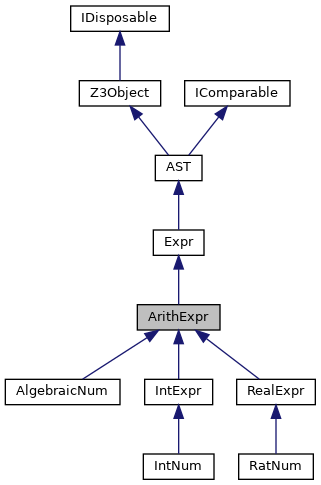 IDisposable
Z3Object
IComparable
AST
Expr
ArithExpr
AlgebraicNum
IntExpr
RealExpr
IntNum
RatNum